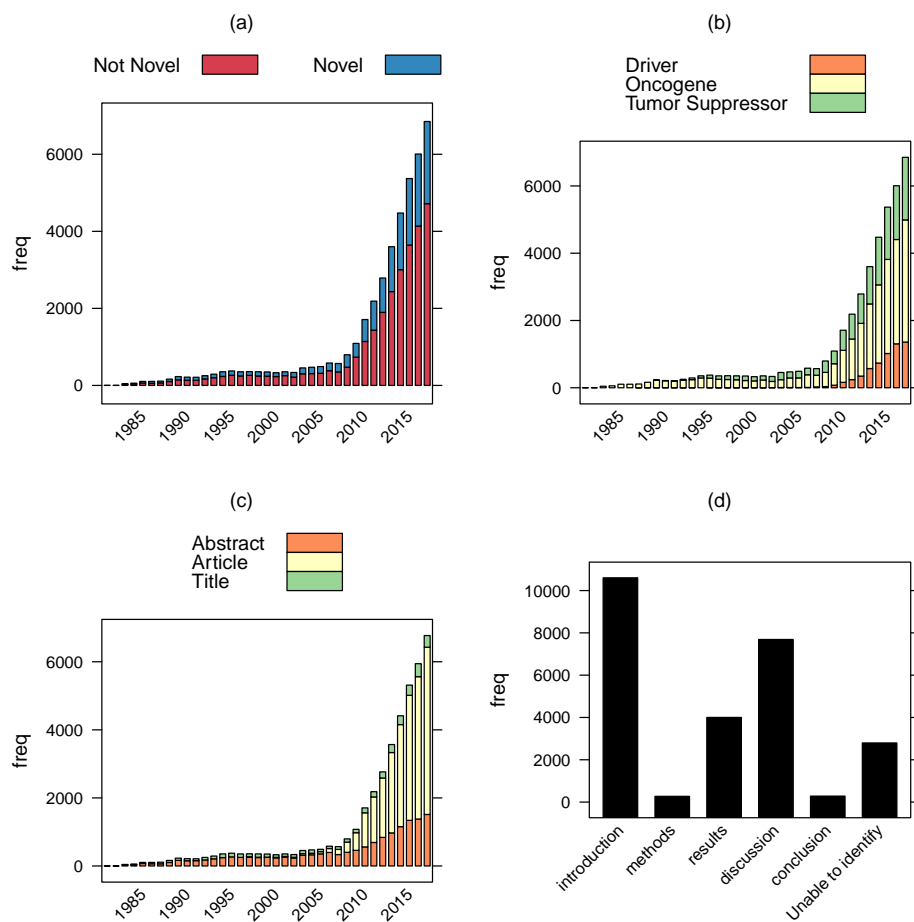 (a)
Not Novel
Novel
freq
6000
4000
2000
0
1985
1990
1995
2000
2005
2010
2015
(b)
Driver
Oncogene
Tumor Suppressor
freq
6000
4000
2000
0
1985
1990
1995
2000
2005
2010
2015
(c)
Abstract
Article
Title
freq
6000
4000
2000
0
1985
1990
1995
2000
2005
2010
2015
(d)
freq
10000
8000
6000
4000
2000
0
introduction
methods
results
discussion
conclusion
Unable to identify